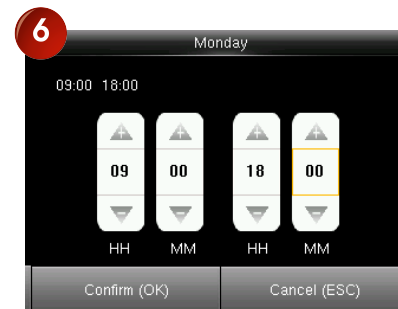 6
Monday
09:00 18:00
+ + + +
09 00 18 00
- - - -
HH MM HH MM
Confirm (OK) Cancel (ESC)